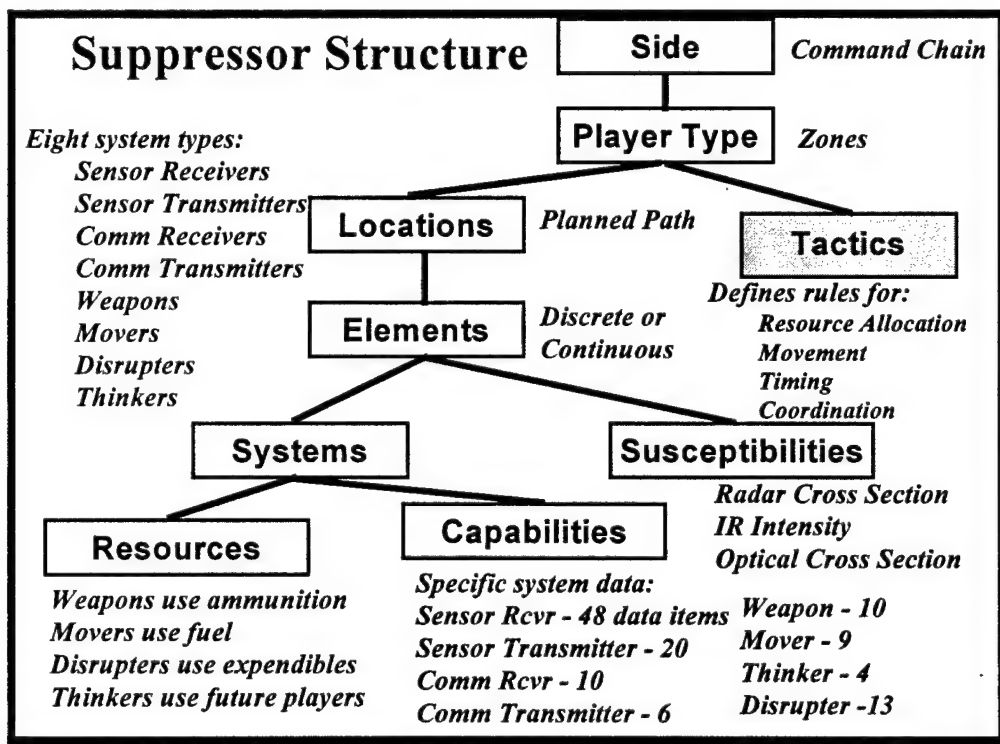 Suppressor Structure
Side
Command Chain
Player Type
Zones
Eight system types:
Sensor Receivers
Sensor Transmitters
Comm Receivers
Comm Transmitters
Weapons
Movers
Disrupters
Thinkers
Locations
Planned Path
Tactics
Defines rules for:
Resource Allocation
Movement
Timing
Coordination
Elements
Discrete or
Continuous
Systems
Susceptibilities
Radar Cross Section
IR Intensity
Optical Cross Section
Resources
Weapons use ammunition
Movers use fuel
Disrupters use expendibles
Thinkers use future players
Capabilities
Specific system data:
Sensor Rcvr - 48 data items
Sensor Transmitter - 20
Comm Rcvr - 10
Comm Transmitter - 6
Weapon - 10
Mover - 9
Thinker - 4
Disrupter -13